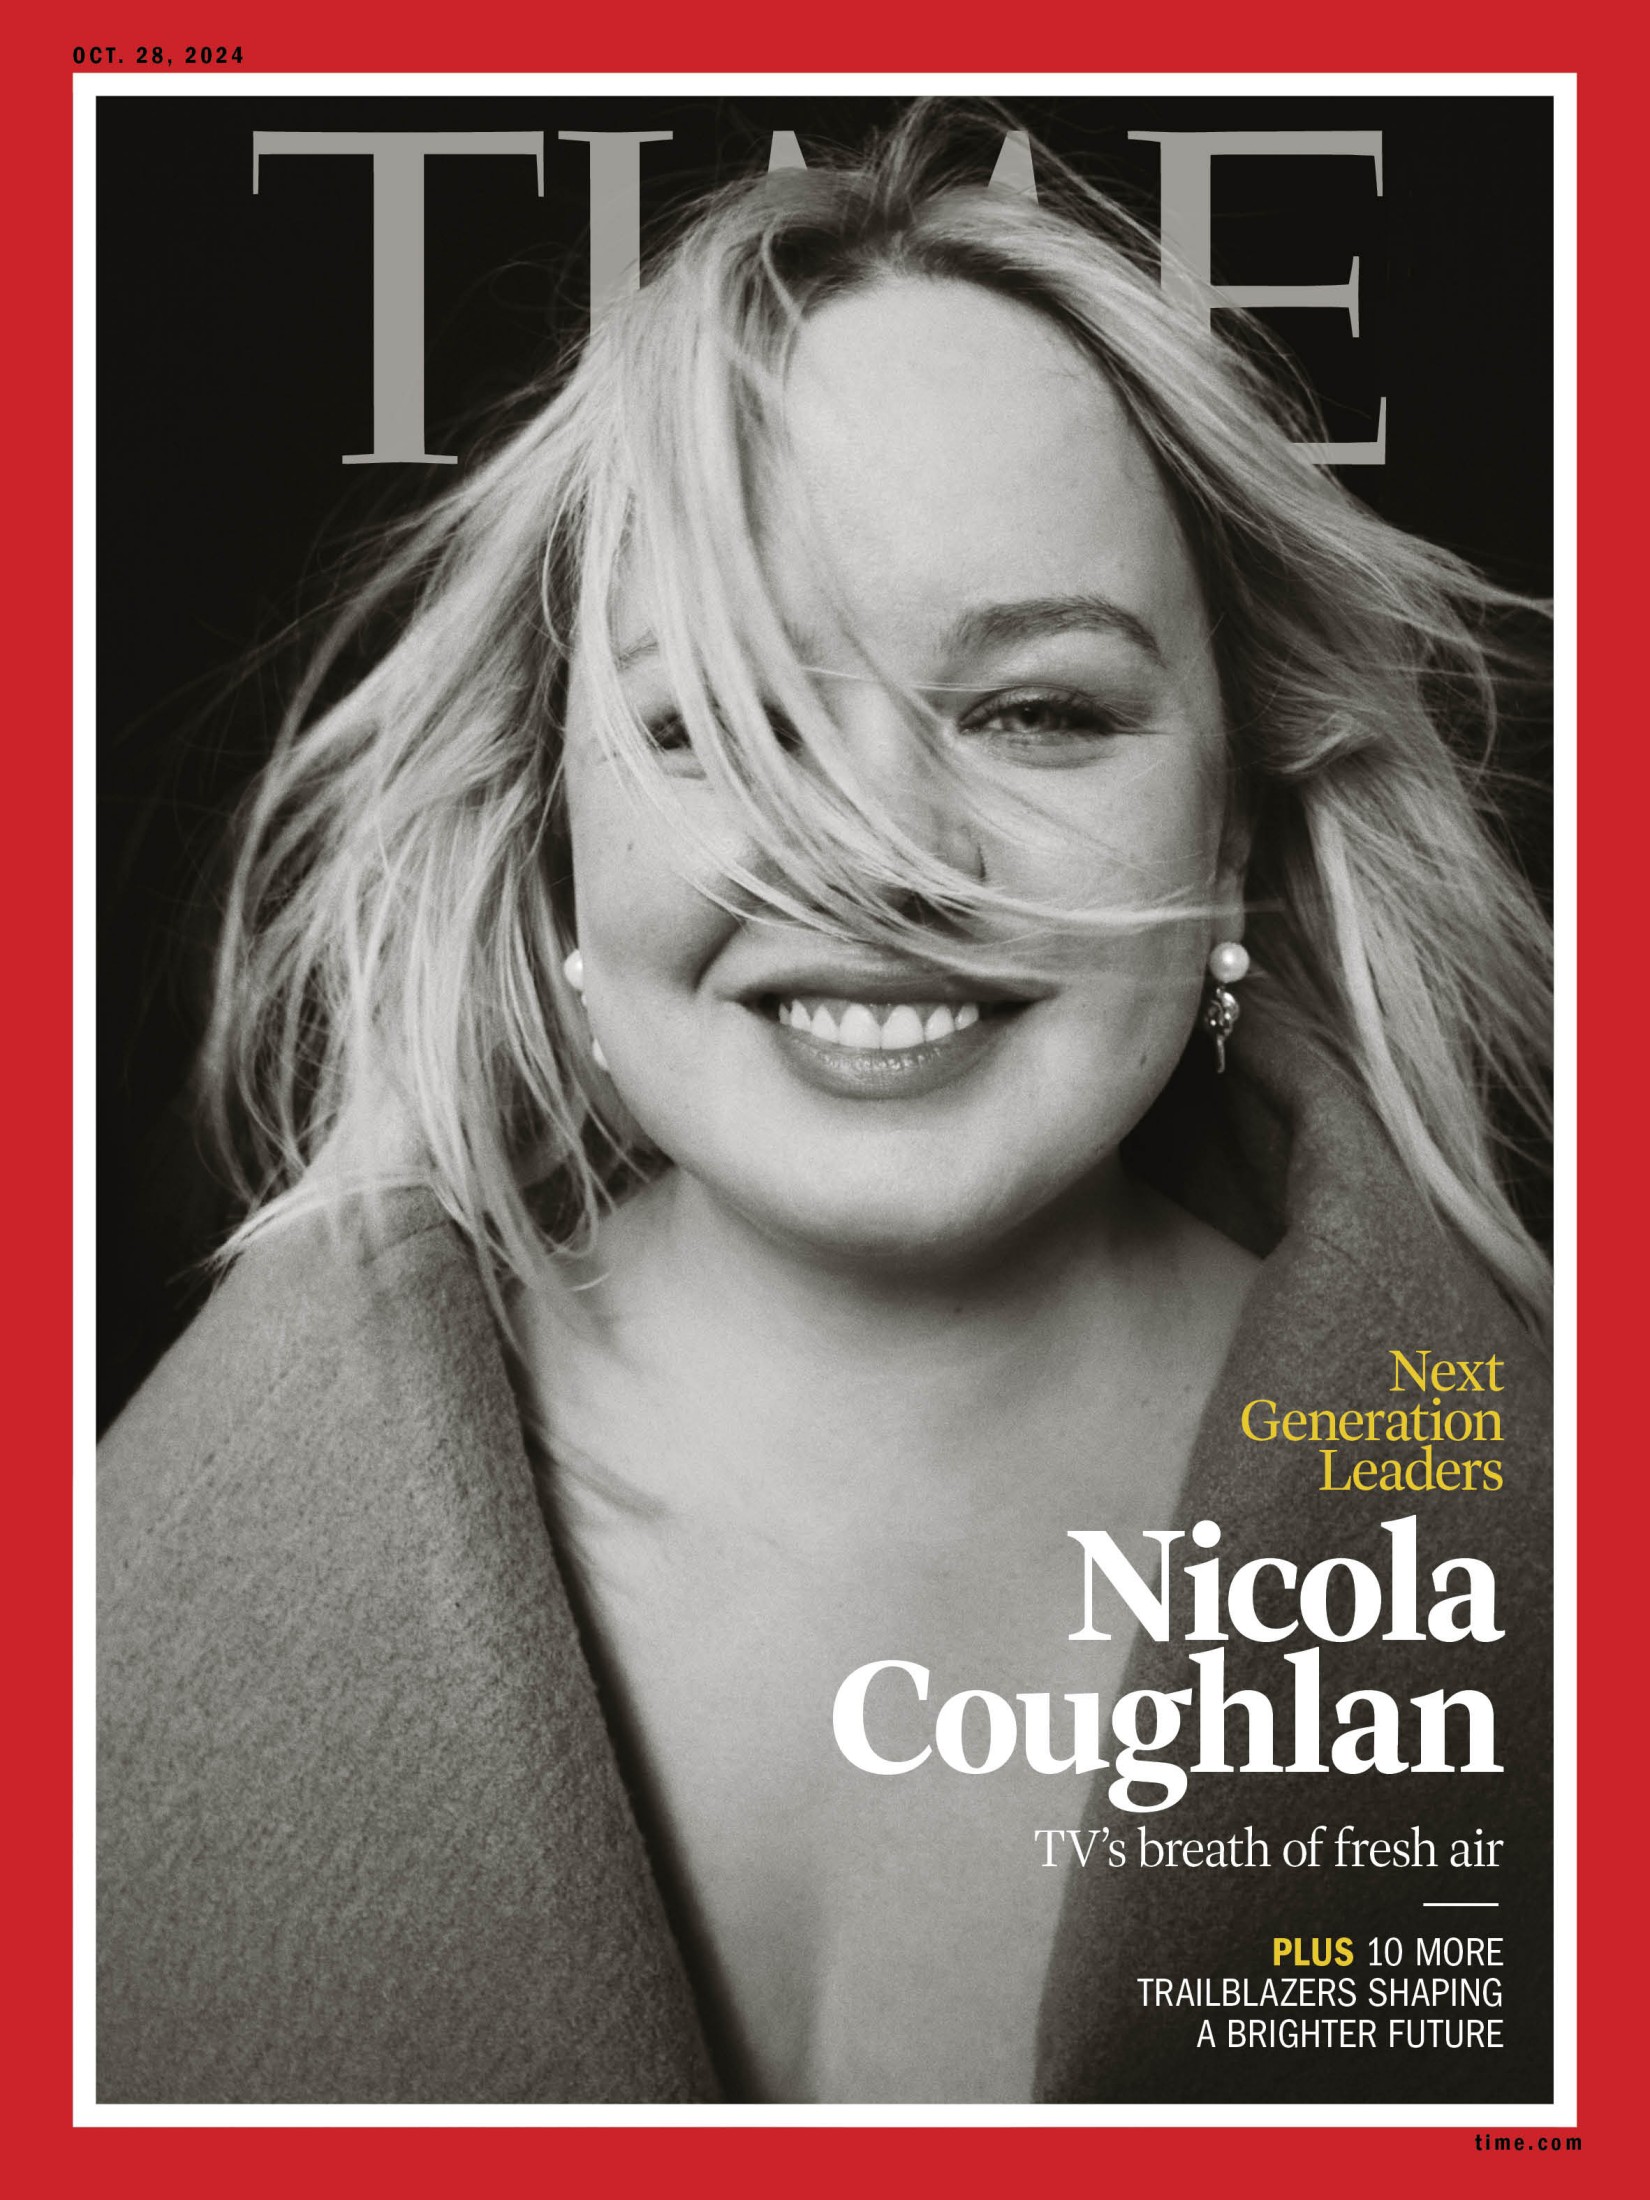 OCT. 28, 2024
TIME
Next
Generation
Leaders
Nicola
Coughlan
TV’s breath of fresh air
PLUS 10 MORE
TRAILBLAZERS SHAPING
A BRIGHTER FUTURE
time.com